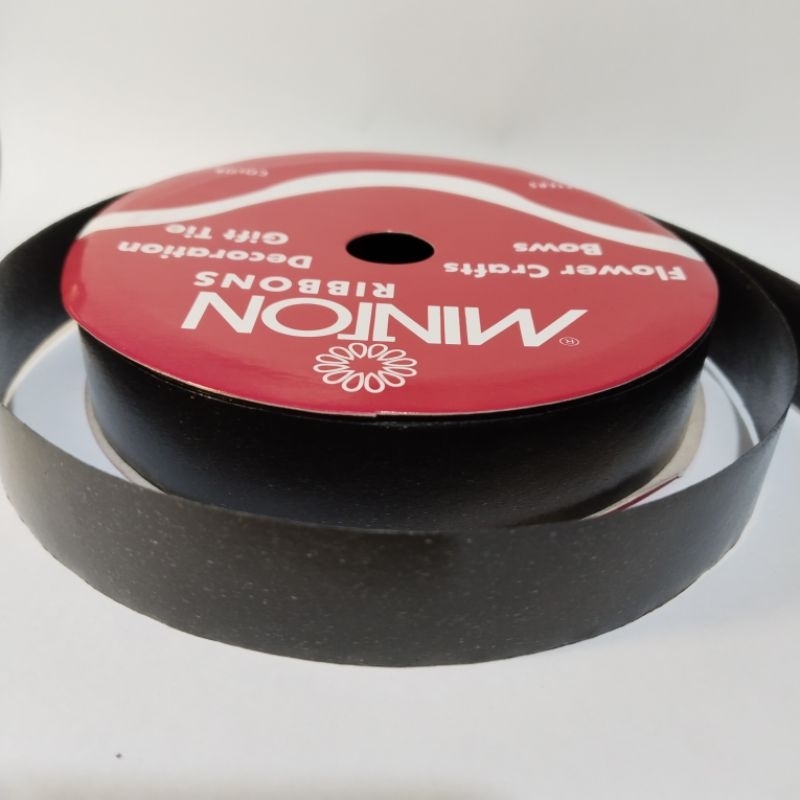 ® MINTON
RIBBONS
Flower Crafts
Bows
Decoration
Gift Tie